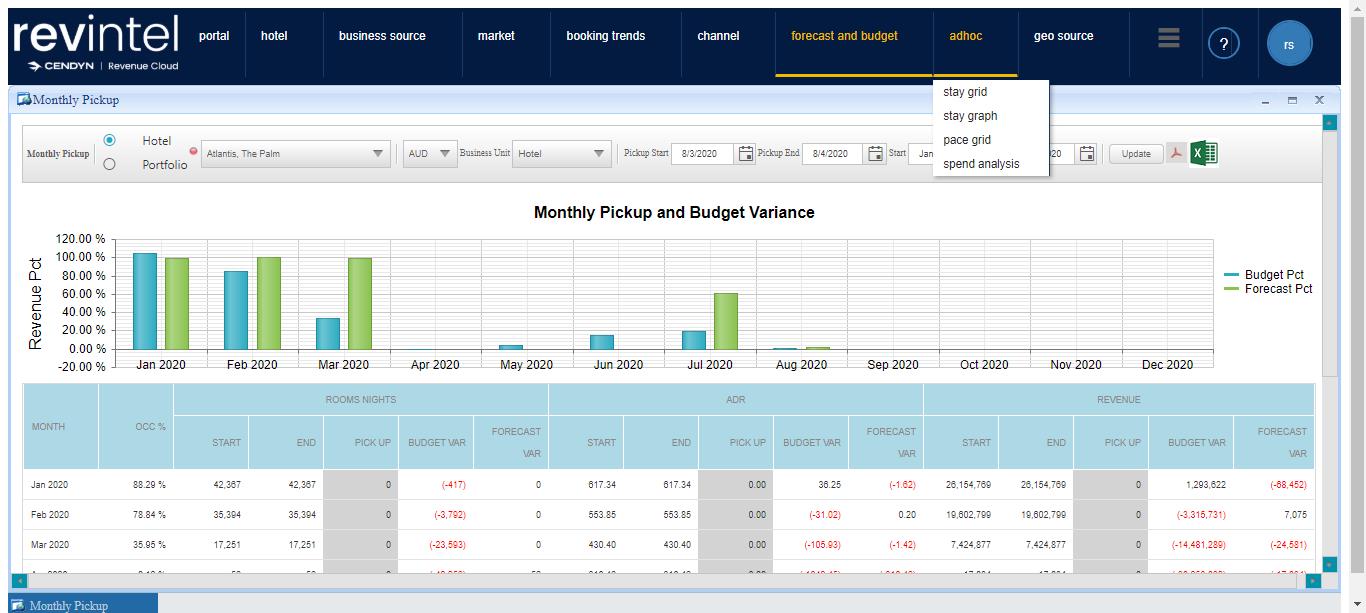 revintel
CENDYN | Revenue Cloud
portal hotel business source market booking trends channel forecast and budget adhoc geo source ? rs
stay grid
stay graph
pace grid
spend analysis
Monthly Pickup
Monthly Pickup Hotel Portfolio Atlantis, The Palm AUD Business Unit Hotel Pickup Start 8/3/2020 Pickup End 8/4/2020 Start Jan 20 Update
Monthly Pickup and Budget Variance
Revenue Pct
120.00 %
100.00 %
80.00 %
60.00 %
40.00 %
20.00 %
0.00 %
-20.00 %
Jan 2020 Feb 2020 Mar 2020 Apr 2020 May 2020 Jun 2020 Jul 2020 Aug 2020 Sep 2020 Oct 2020 Nov 2020 Dec 2020
Budget Pct
Forecast Pct
MONTH OCC % ROOMS NIGHTS ADR REVENUE
START END PICK UP BUDGET VAR FORECAST VAR START END PICK UP BUDGET VAR FORECAST VAR START END PICK UP BUDGET VAR FORECAST VAR
Jan 2020 88.29 % 42,367 42,367 0 (-417) 0 617.34 617.34 0.00 36.25 (-1.62) 26,154,769 26,154,769 0 1,293,622 (-68,452)
Feb 2020 78.84 % 35,394 35,394 0 (-3,792) 0 553.85 553.85 0.00 (-31.02) 0.20 19,602,799 19,602,799 0 (-3,315,731) 7,075
Mar 2020 35.95 % 17,251 17,251 0 (-23,593) 0 430.40 430.40 0.00 (-105.93) (-1.42) 7,424,877 7,424,877 0 (-14,481,289) (-24,581)
Monthly Pickup